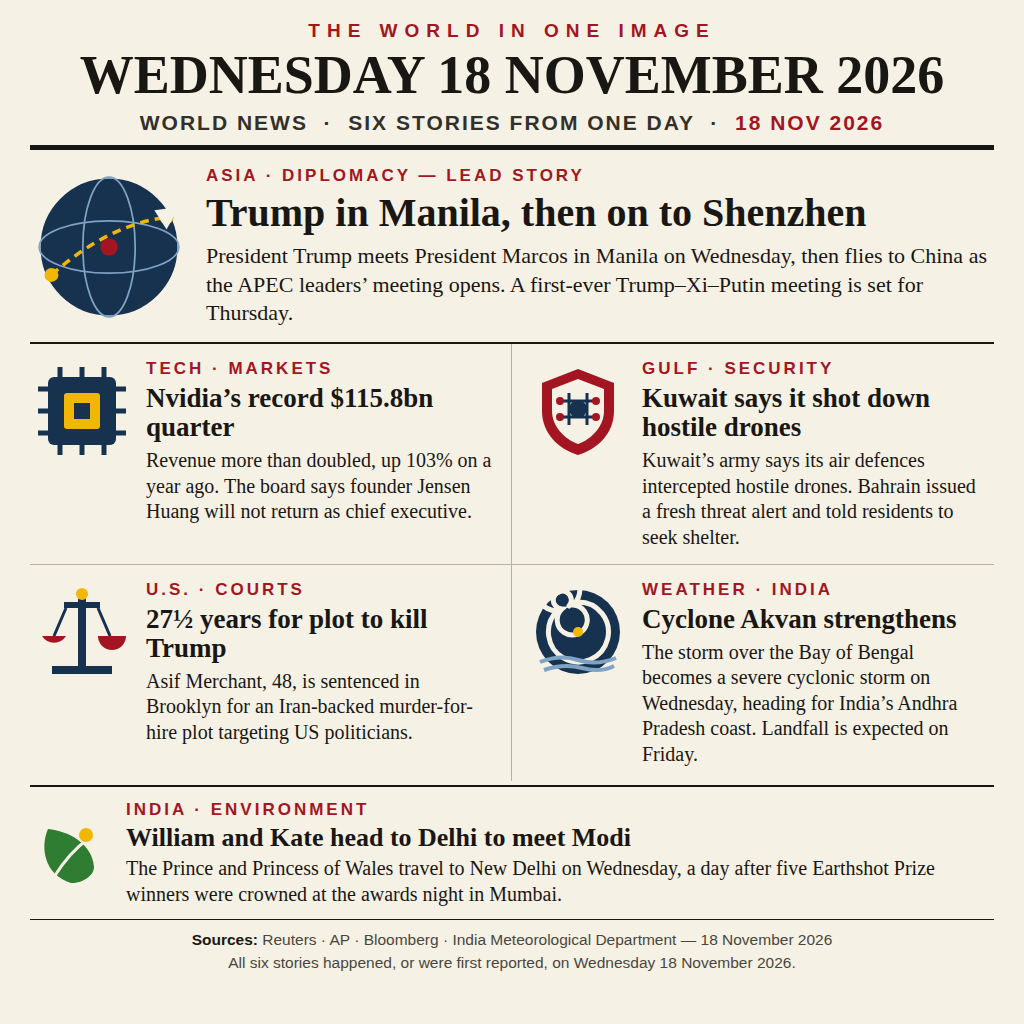 THE WORLD IN ONE IMAGE
WEDNESDAY 18 NOVEMBER 2026
WORLD NEWS · SIX STORIES FROM ONE DAY · 18 NOV 2026
ASIA · DIPLOMACY — LEAD STORY
Trump in Manila, then on to Shenzhen
President Trump meets President Marcos in Manila on Wednesday, then flies to China as
the APEC leaders’ meeting opens. A first-ever Trump–Xi–Putin meeting is set for
Thursday.
TECH · MARKETS
Nvidia’s record $115.8bn
quarter
Revenue more than doubled, up 103% on a
year ago. The board says founder Jensen
Huang will not return as chief executive.
GULF · SECURITY
Kuwait says it shot down
hostile drones
Kuwait’s army says its air defences
intercepted hostile drones. Bahrain issued
a fresh threat alert and told residents to
seek shelter.
U.S. · COURTS
27½ years for plot to kill
Trump
Asif Merchant, 48, is sentenced in
Brooklyn for an Iran-backed murder-for-
hire plot targeting US politicians.
WEATHER · INDIA
Cyclone Akvan strengthens
The storm over the Bay of Bengal
becomes a severe cyclonic storm on
Wednesday, heading for India’s Andhra
Pradesh coast. Landfall is expected on
Friday.
INDIA · ENVIRONMENT
William and Kate head to Delhi to meet Modi
The Prince and Princess of Wales travel to New Delhi on Wednesday, a day after five Earthshot Prize
winners were crowned at the awards night in Mumbai.
Sources: Reuters · AP · Bloomberg · India Meteorological Department — 18 November 2026
All six stories happened, or were first reported, on Wednesday 18 November 2026.